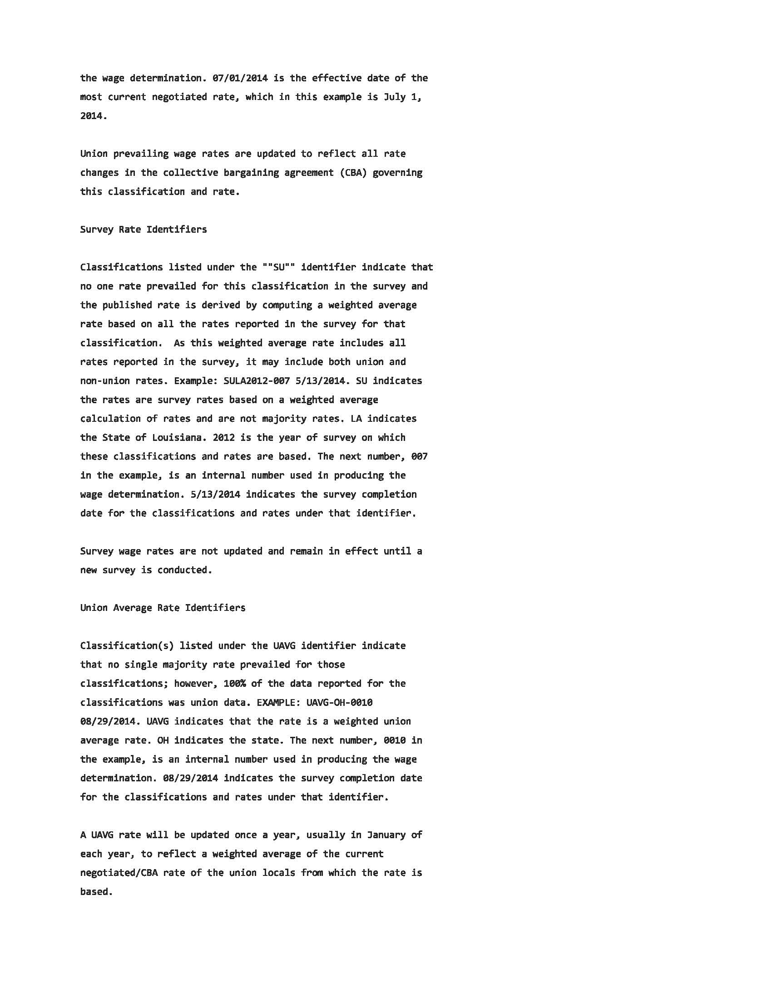 the wage determination. 07/01/2014 is the effective date of the
most current negotiated rate, which in this example is July 1,
2014.
Union prevailing wage rates are updated to reflect all rate
changes in the collective bargaining agreement (CBA) governing
this classification and rate.
Survey Rate Identifiers
Classifications listed under the ""SU"" identifier indicate that
no one rate prevailed for this classification in the survey and
the published rate is derived by computing a weighted average
rate based on all the rates reported in the survey for that
classification.  As this weighted average rate includes all
rates reported in the survey, it may include both union and
non-union rates. Example: SULA2012-007 5/13/2014. SU indicates
the rates are survey rates based on a weighted average
calculation of rates and are not majority rates. LA indicates
the State of Louisiana. 2012 is the year of survey on which
these classifications and rates are based. The next number, 007
in the example, is an internal number used in producing the
wage determination. 5/13/2014 indicates the survey completion
date for the classifications and rates under that identifier.
Survey wage rates are not updated and remain in effect until a
new survey is conducted.
Union Average Rate Identifiers
Classification(s) listed under the UAVG identifier indicate
that no single majority rate prevailed for those
classifications; however, 100% of the data reported for the
classifications was union data. EXAMPLE: UAVG-OH-0010
08/29/2014. UAVG indicates that the rate is a weighted union
average rate. OH indicates the state. The next number, 0010 in
the example, is an internal number used in producing the wage
determination. 08/29/2014 indicates the survey completion date
for the classifications and rates under that identifier.
A UAVG rate will be updated once a year, usually in January of
each year, to reflect a weighted average of the current
negotiated/CBA rate of the union locals from which the rate is
based.